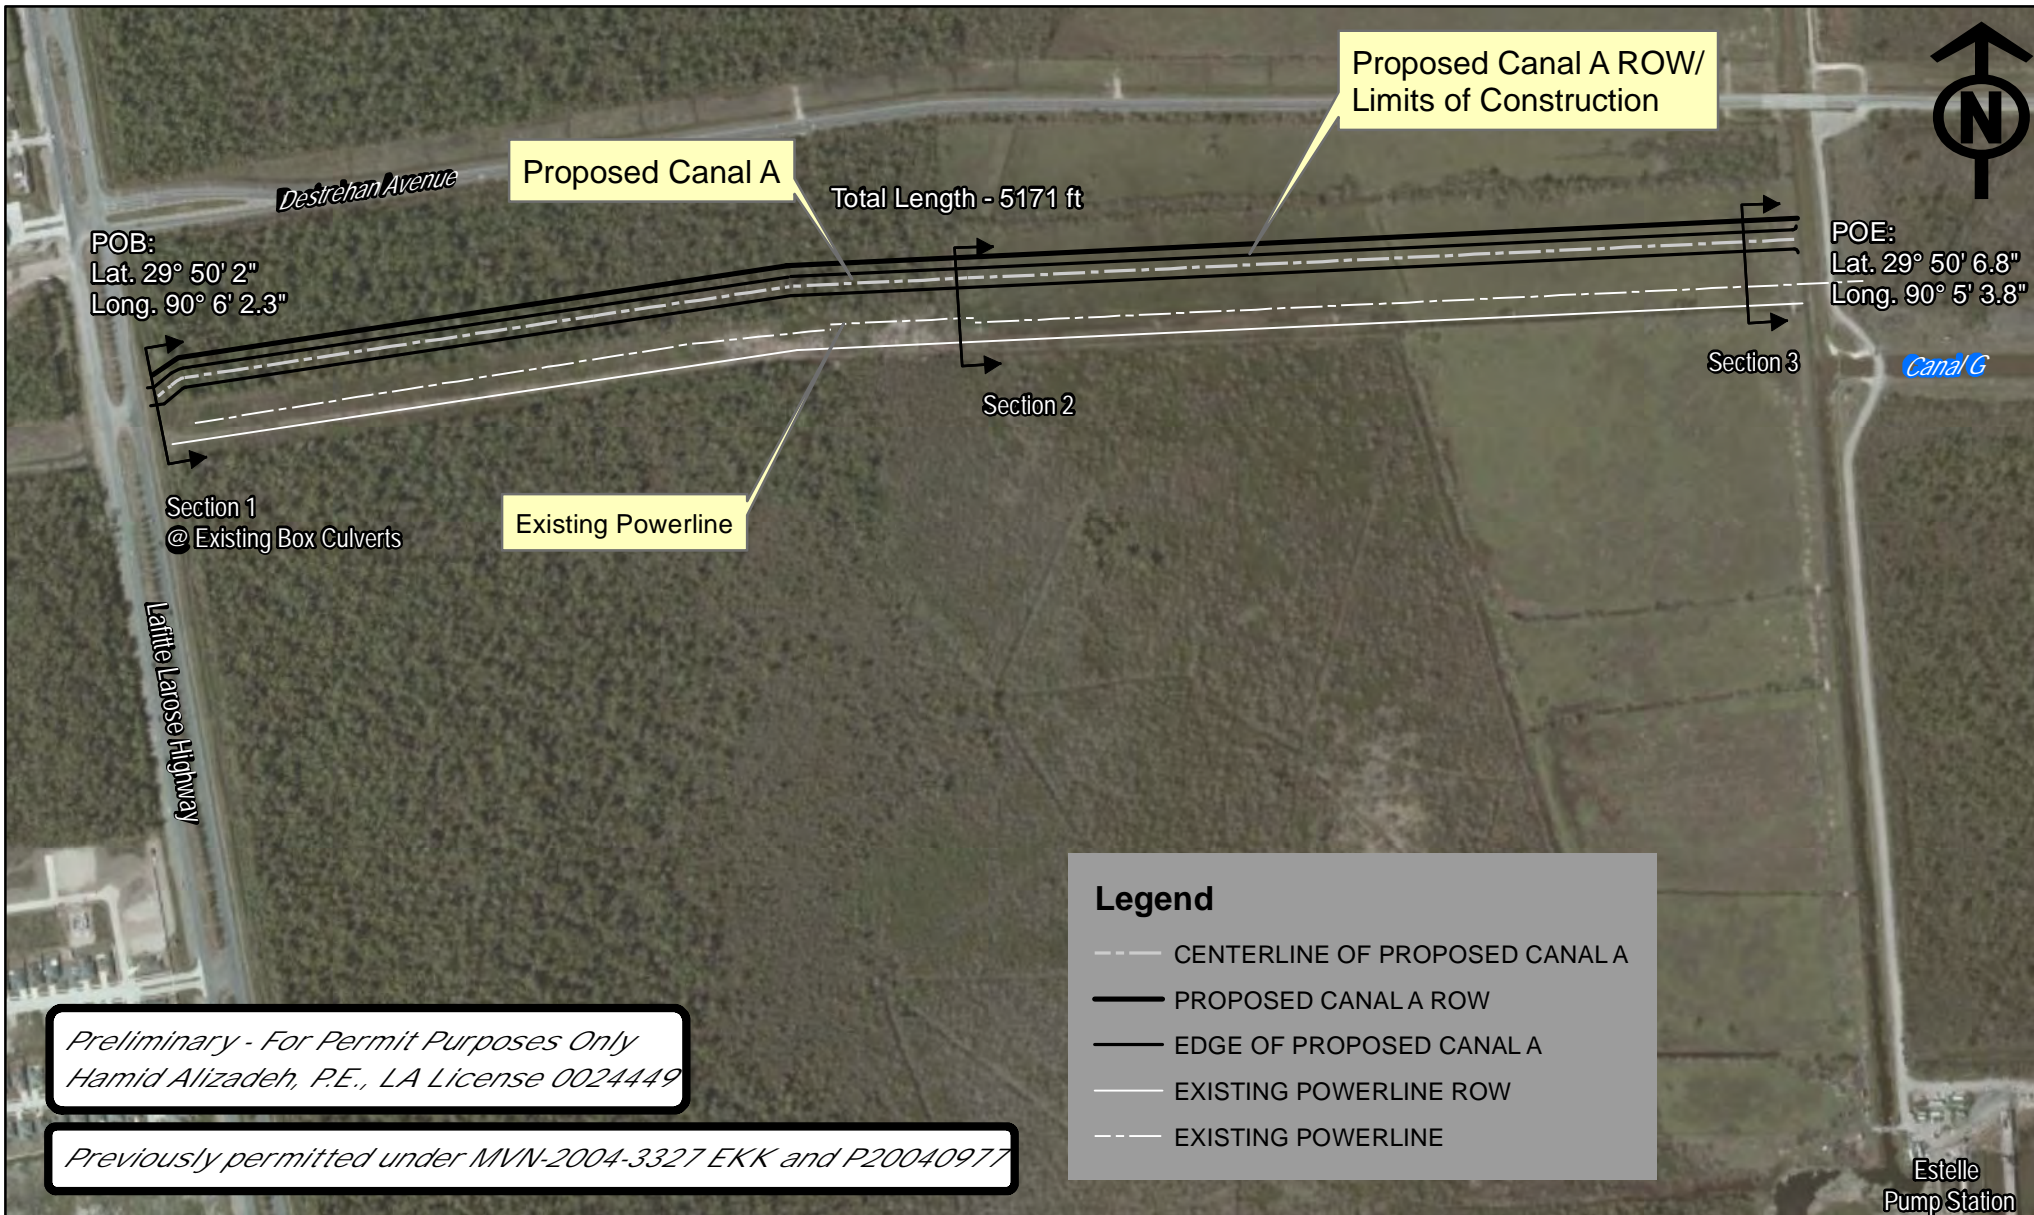 Proposed Canal A ROW/
Limits of Construction
N
Proposed Canal A
Destrehan Avenue
Total Length - 5171 ft
POB:
Lat. 29° 50' 2"
Long. 90° 6' 2.3"
POE:
Lat. 29° 50' 6.8"
Long. 90° 5' 3.8"
Section 3
Canal G
Section 2
Section 1
@ Existing Box Culverts
Existing Powerline
Lafitte Larose Highway
Legend
CENTERLINE OF PROPOSED CANAL A
PROPOSED CANAL A ROW
EDGE OF PROPOSED CANAL A
EXISTING POWERLINE ROW
EXISTING POWERLINE
Preliminary - For Permit Purposes Only
Hamid Alizadeh, P.E., LA License 0024449
Previously permitted under MVN-2004-3327 EKK and P20040977
Estelle
Pump Station